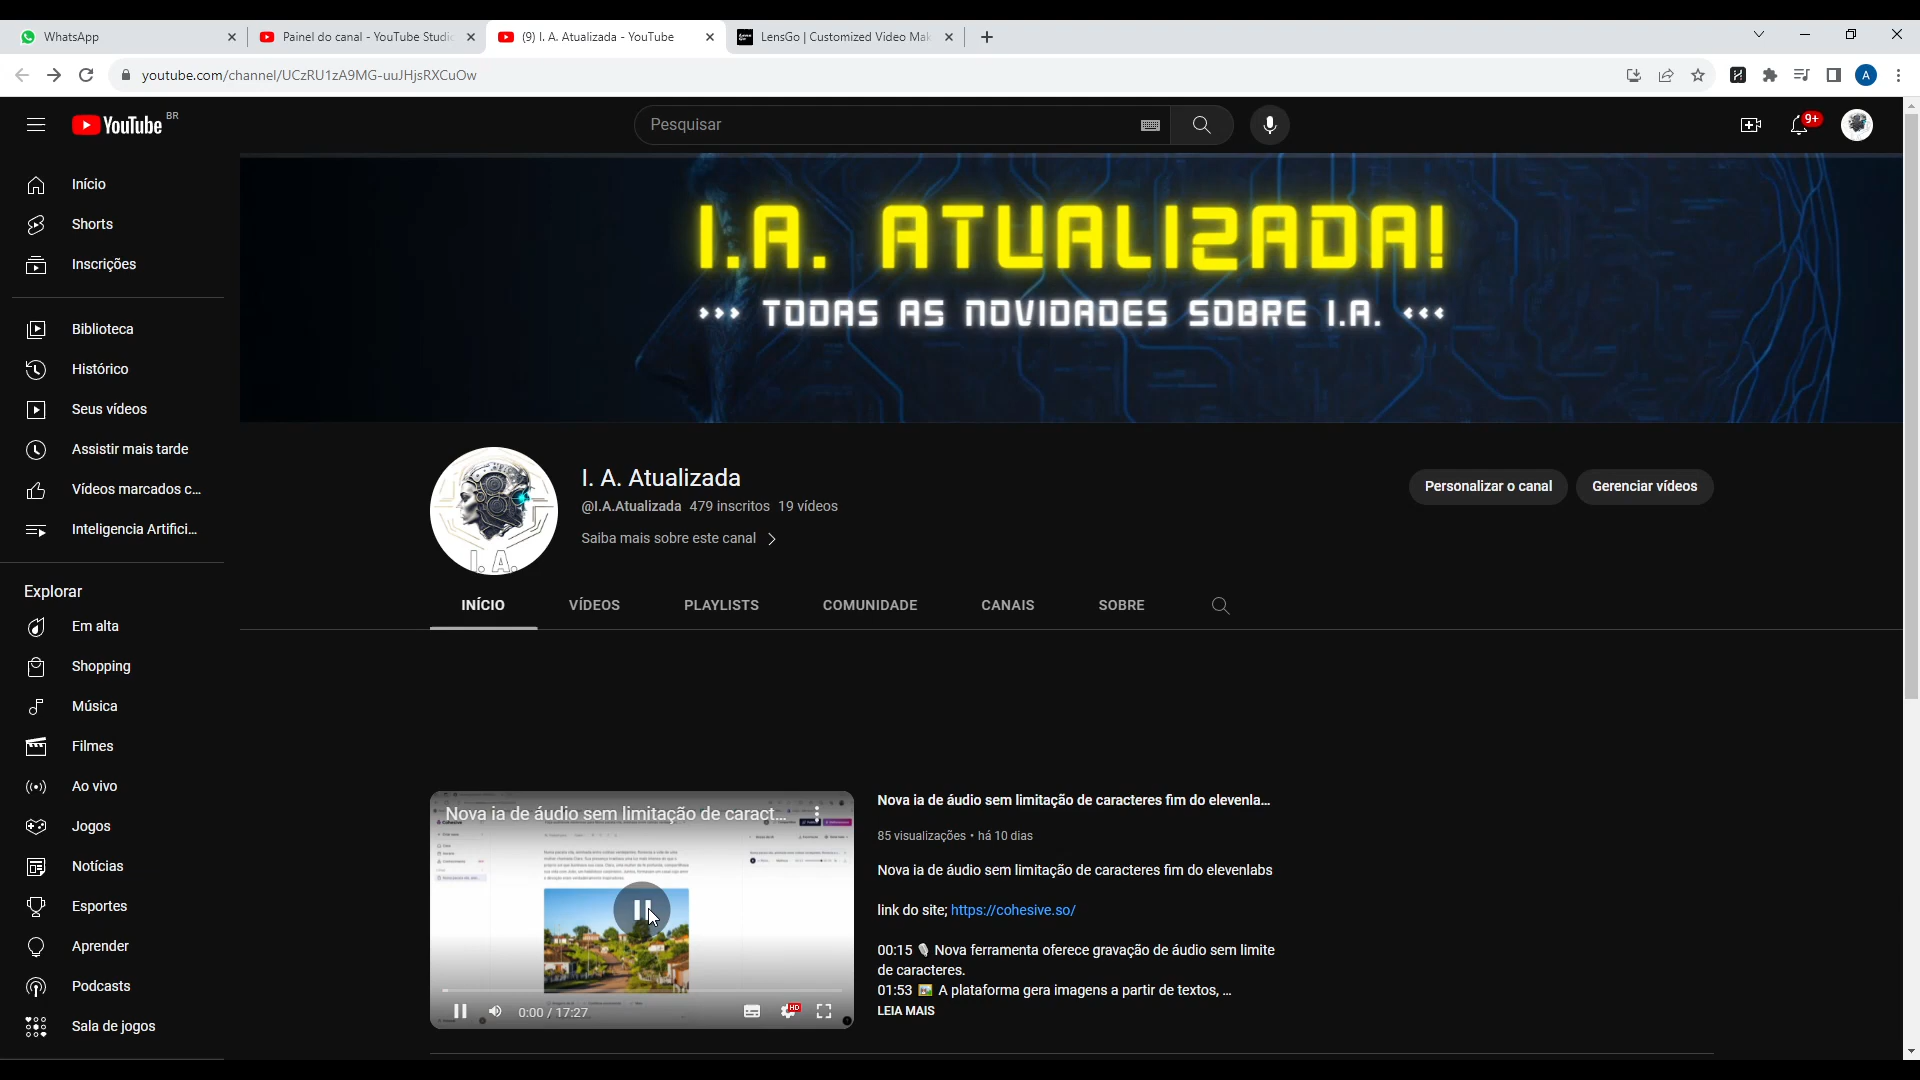 WhatsApp
Painel do canal - YouTube Studio
(9) I. A. Atualizada - YouTube
LensGo | Customized Video Mak
youtube.com/channel/UCzRU1zA9MG-uuJHjsRXCuOw
A
YouTube BR
Pesquisar
9+
Início
Shorts
Inscrições
Biblioteca
Histórico
Seus vídeos
Assistir mais tarde
Vídeos marcados c...
Inteligencia Artifici...
Explorar
Em alta
Shopping
Música
Filmes
Ao vivo
Jogos
Notícias
Esportes
Aprender
Podcasts
Sala de jogos
I.A. ATUALIZADA!
TODAS AS NOVIDADES SOBRE I.A.
I. A.
I. A. Atualizada
@I.A.Atualizada 479 inscritos 19 vídeos
Saiba mais sobre este canal
Personalizar o canal
Gerenciar vídeos
INÍCIO
VÍDEOS
PLAYLISTS
COMUNIDADE
CANAIS
SOBRE
Nova ia de áudio sem limitação de caract...
0:00 / 17:27
HD
Nova ia de áudio sem limitação de caracteres fim do elevenla...
85 visualizações • há 10 dias
Nova ia de áudio sem limitação de caracteres fim do elevenlabs
link do site; https://cohesive.so/
00:15 🎙 Nova ferramenta oferece gravação de áudio sem limite
de caracteres.
01:53 🖼 A plataforma gera imagens a partir de textos, ...
LEIA MAIS